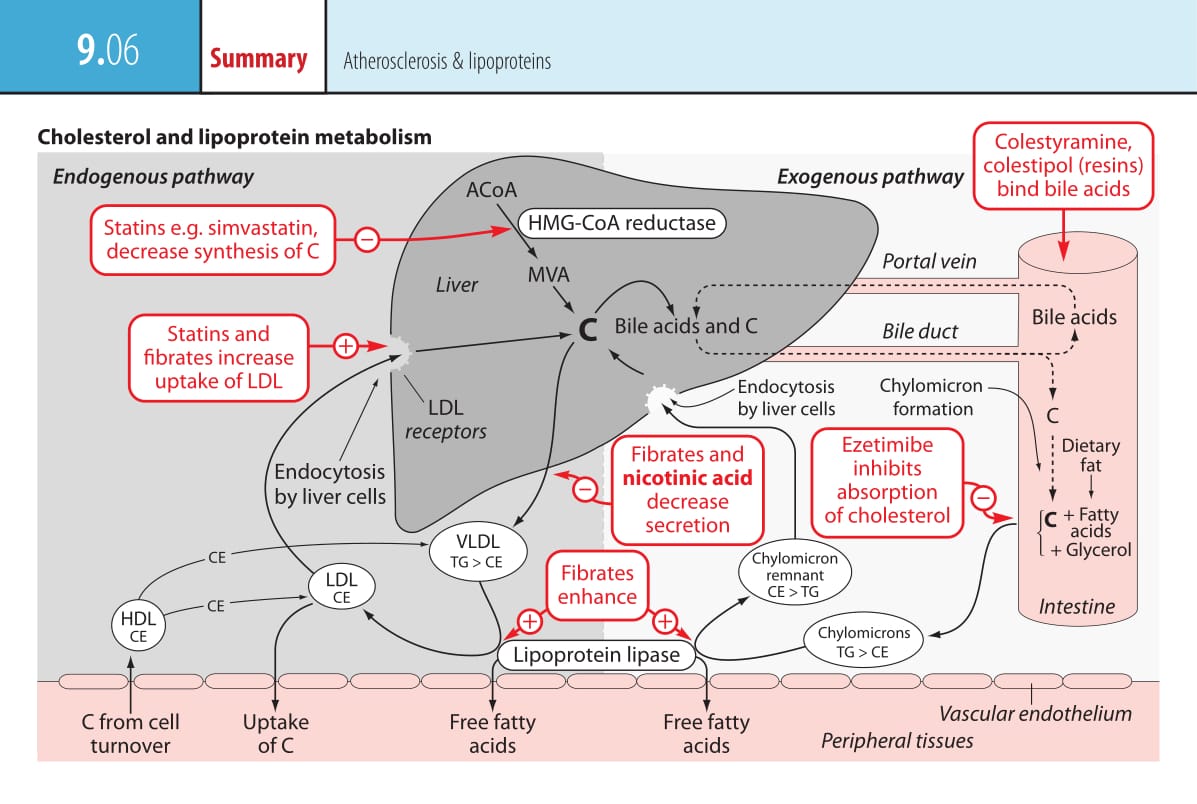 9.06
Summary
Atherosclerosis & lipoproteins
Cholesterol and lipoprotein metabolism
Endogenous pathway
Exogenous pathway
Colestyramine,
colestipol (resins)
bind bile acids
Statins e.g. simvastatin,
decrease synthesis of C
−
ACoA
HMG-CoA reductase
MVA
Liver
C
Bile acids and C
Portal vein
Bile duct
Bile acids
Statins and
fibrates increase
uptake of LDL
+
LDL
receptors
Endocytosis
by liver cells
Endocytosis
by liver cells
Chylomicron
formation
C
Dietary
fat
C + Fatty
acids
+ Glycerol
Intestine
Fibrates and
nicotinic acid
decrease
secretion
−
Ezetimibe
inhibits
absorption
of cholesterol
−
VLDL
TG > CE
CE
CE
LDL
CE
HDL
CE
Fibrates
enhance
+
+
Chylomicron
remnant
CE > TG
Chylomicrons
TG > CE
Lipoprotein lipase
C from cell
turnover
Uptake
of C
Free fatty
acids
Free fatty
acids
Vascular endothelium
Peripheral tissues